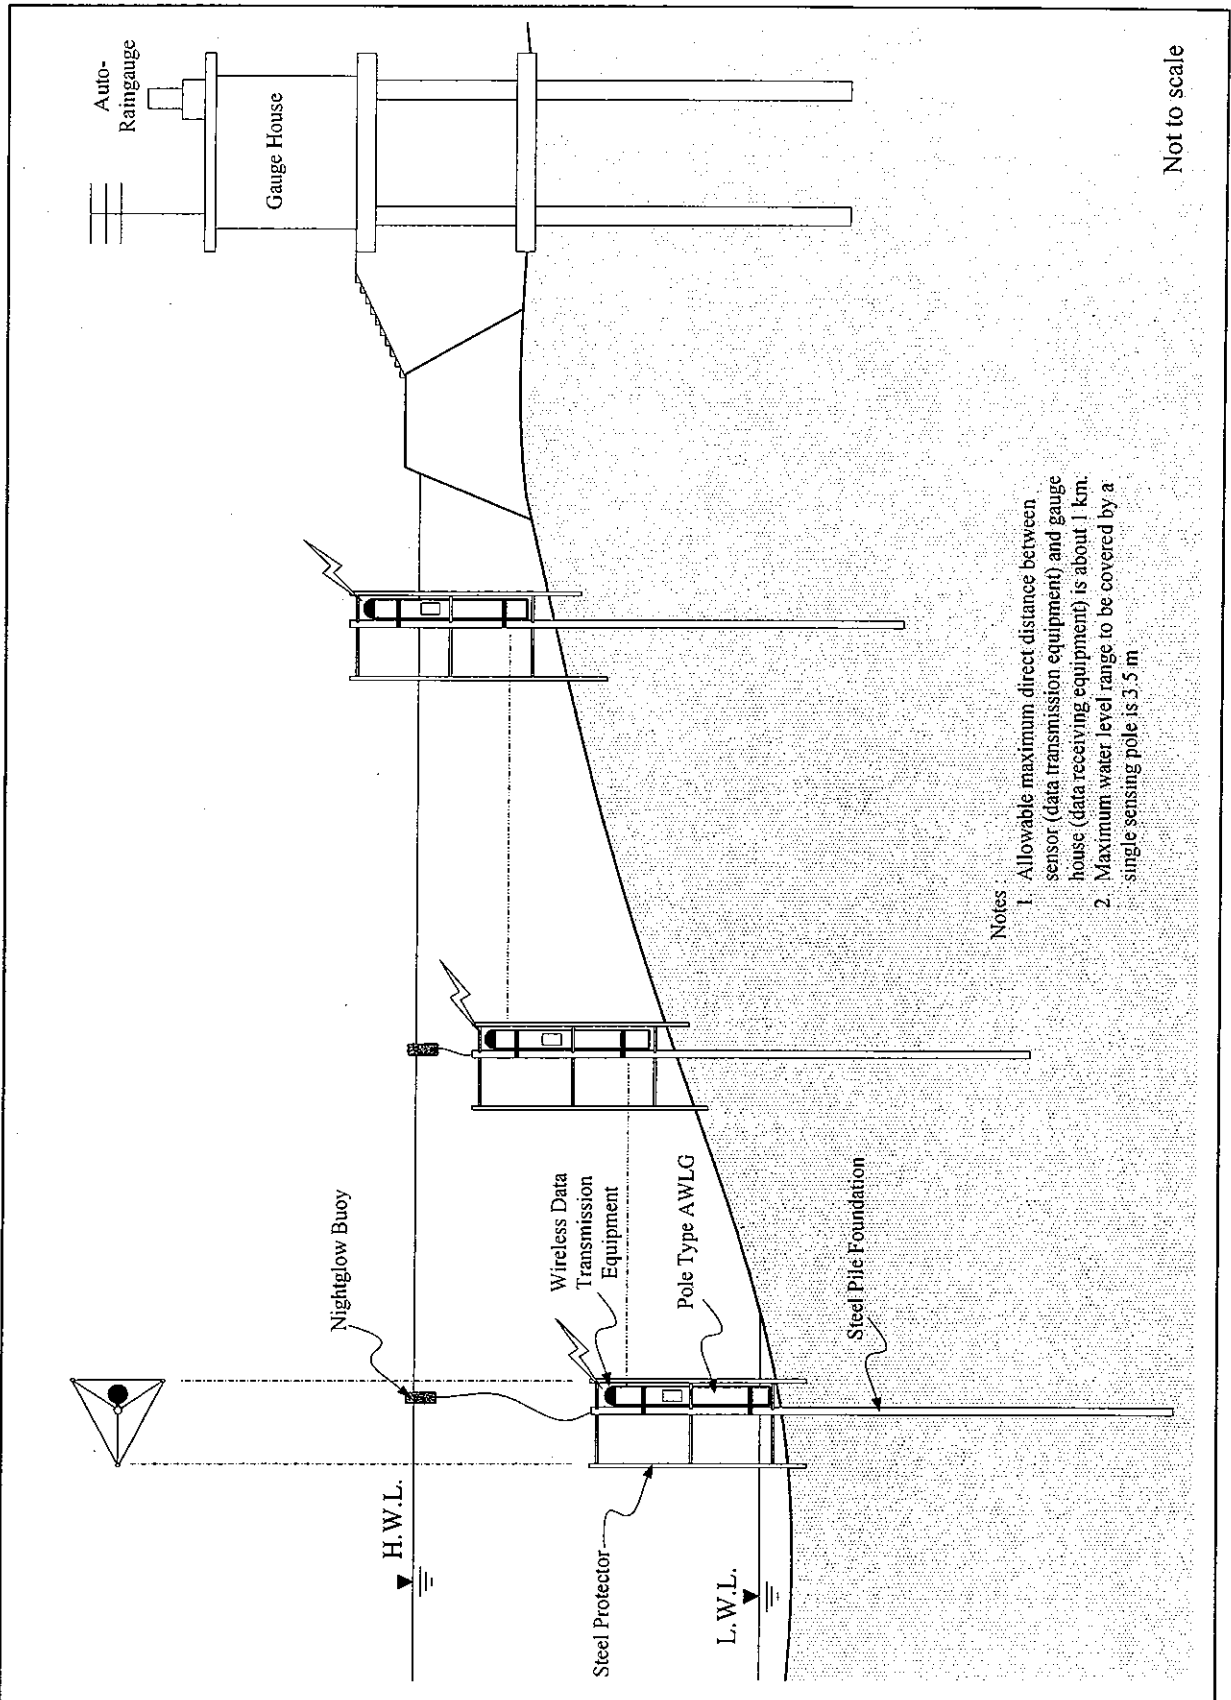 H.W.L.
L.W.L.
Steel Protector
Nightglow Buoy
Wireless Data
Transmission
Equipment
Pole Type AWLG
Steel Pile Foundation
Auto-
Raingauge
Gauge House
Notes :
1. Allowable maximum direct distance between
sensor (data transmission equipment) and gauge
house (data receiving equipment) is about 1 km.
2. Maximum water level range to be covered by a
single sensing pole is 3.5 m
Not to scale